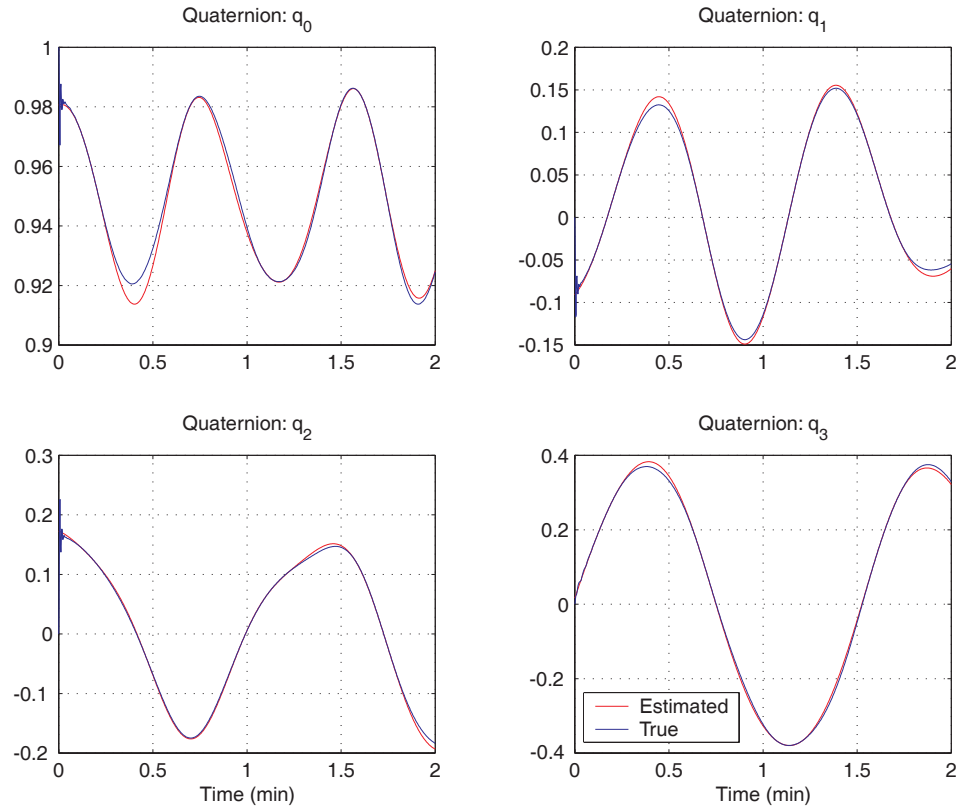 Quaternion: q0
1
0.98
0.96
0.94
0.92
0.9
0 0.5 1 1.5 2
Quaternion: q1
0.2
0.15
0.1
0.05
0
-0.05
-0.1
-0.15
0 0.5 1 1.5 2
Quaternion: q2
0.3
0.2
0.1
0
-0.1
-0.2
0 0.5 1 1.5 2
Time (min)
Quaternion: q3
0.4
0.2
0
-0.2
-0.4
Estimated
True
0 0.5 1 1.5 2
Time (min)